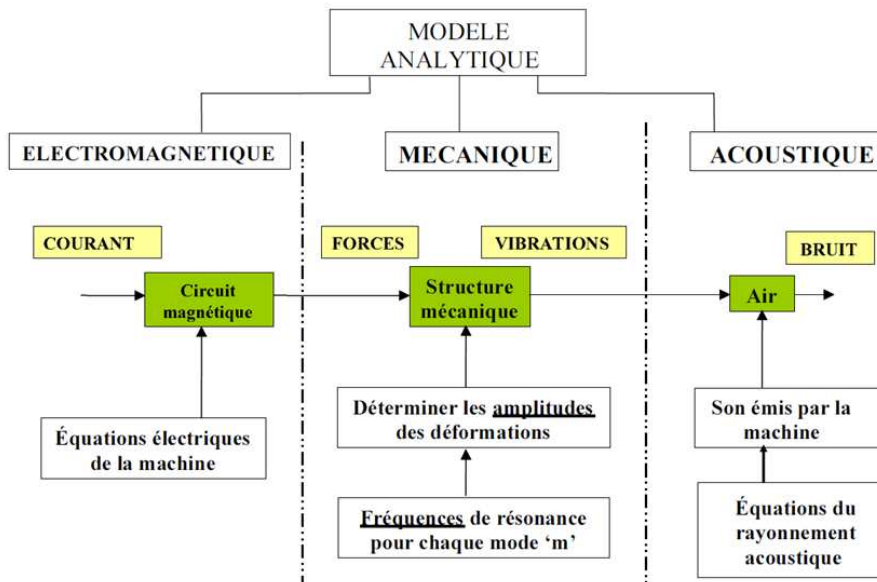 MODELE
ANALYTIQUE
ELECTROMAGNETIQUE
MECANIQUE
ACOUSTIQUE
COURANT
FORCES
VIBRATIONS
BRUIT
Circuit
magnétique
Structure
mécanique
Air
Équations électriques
de la machine
Déterminer les amplitudes
des déformations
Son émis par la
machine
Fréquences de résonance
pour chaque mode ‘m’
Équations du
rayonnement
acoustique